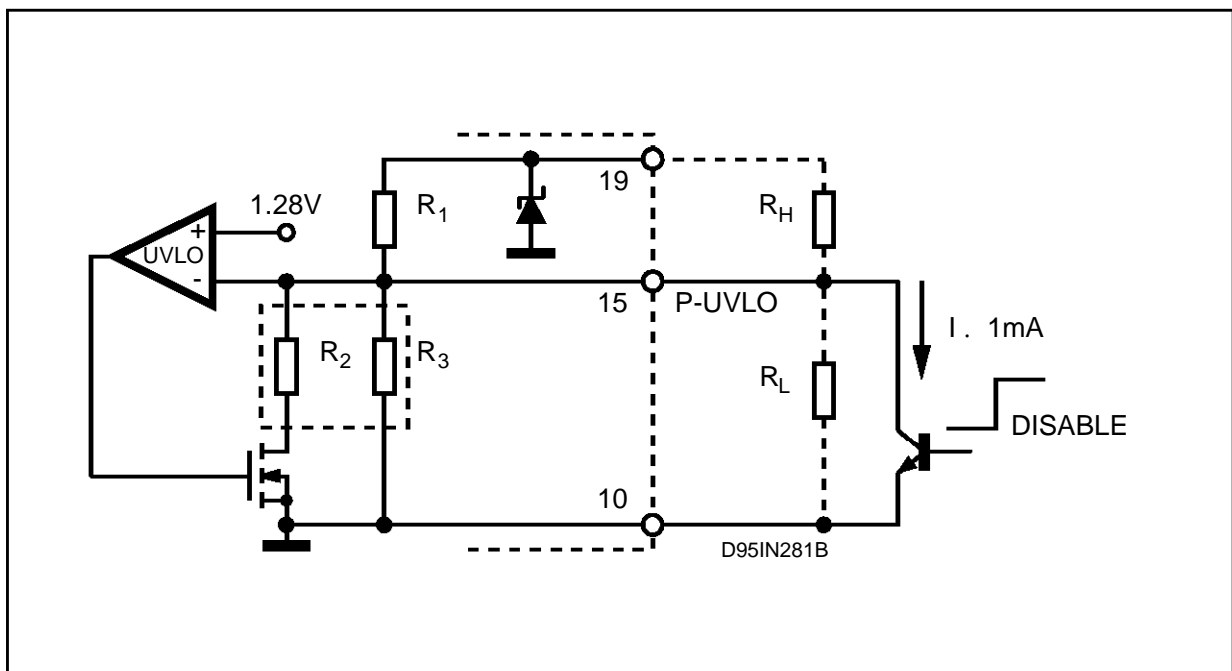 19
R1
RH
1.28V
+
UVLO
-
15
P-UVLO
I . 1mA
R2
R3
RL
DISABLE
10
D95IN281B